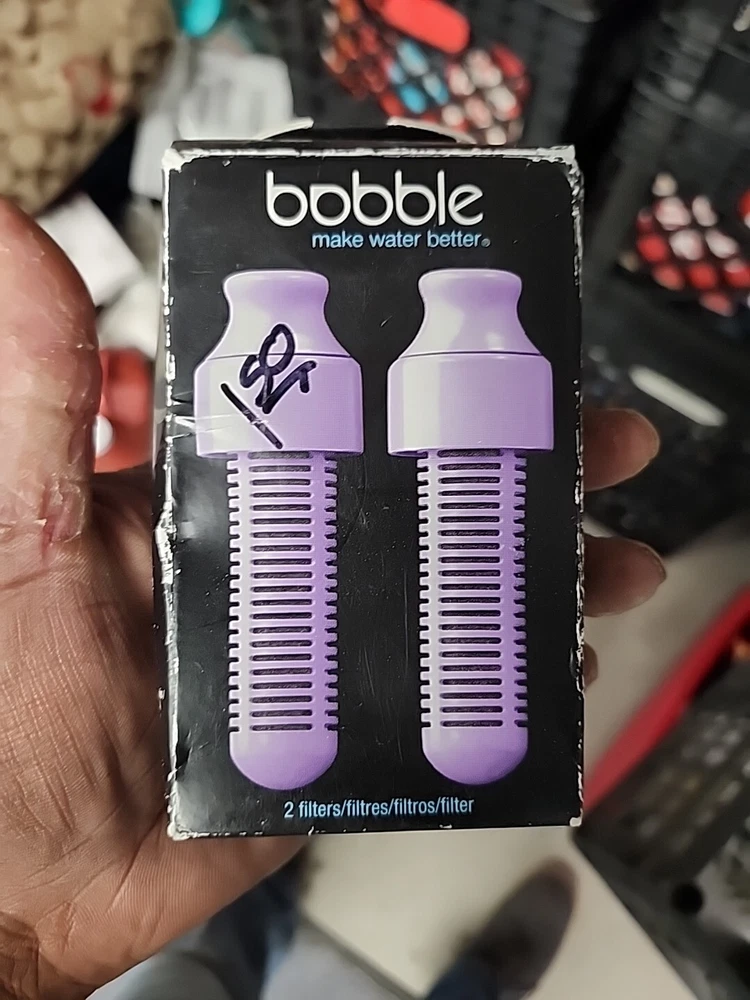 bobble
make water better®
2 filters/filtres/filtros/filter